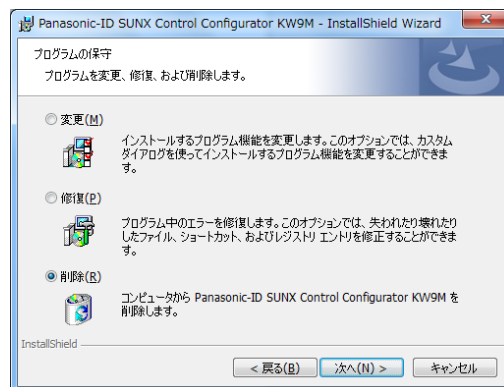 Panasonic-ID SUNX Control Configurator KW9M - InstallShield Wizard
プログラムの保守
プログラムを変更、修復、および削除します。
変更(M)
インストールするプログラム機能を変更します。このオプションでは、カスタム
ダイアログを使ってインストールするプログラム機能を変更することができま
す。
修復(P)
プログラム中のエラーを修復します。このオプションでは、失われたり壊れたり
したファイル、ショートカット、およびレジストリ エントリを修正することができま
す。
削除(R)
コンピュータから Panasonic-ID SUNX Control Configurator KW9M を
削除します。
InstallShield
< 戻る(B)
次へ(N) >
キャンセル